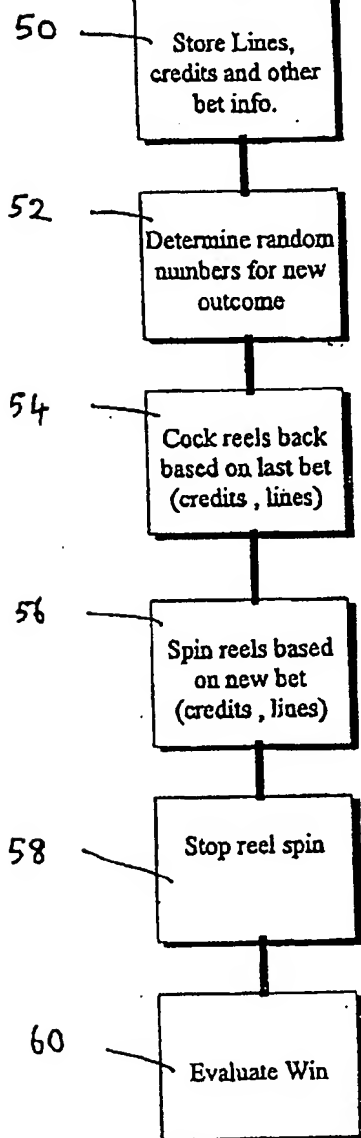 50
Store Lines,
credits and other
bet info.
52
Determine random
numbers for new
outcome
54
Cock reels back
based on last bet
(credits , lines)
56
Spin reels based
on new bet
(credits , lines)
58
Stop reel spin
60
Evaluate Win